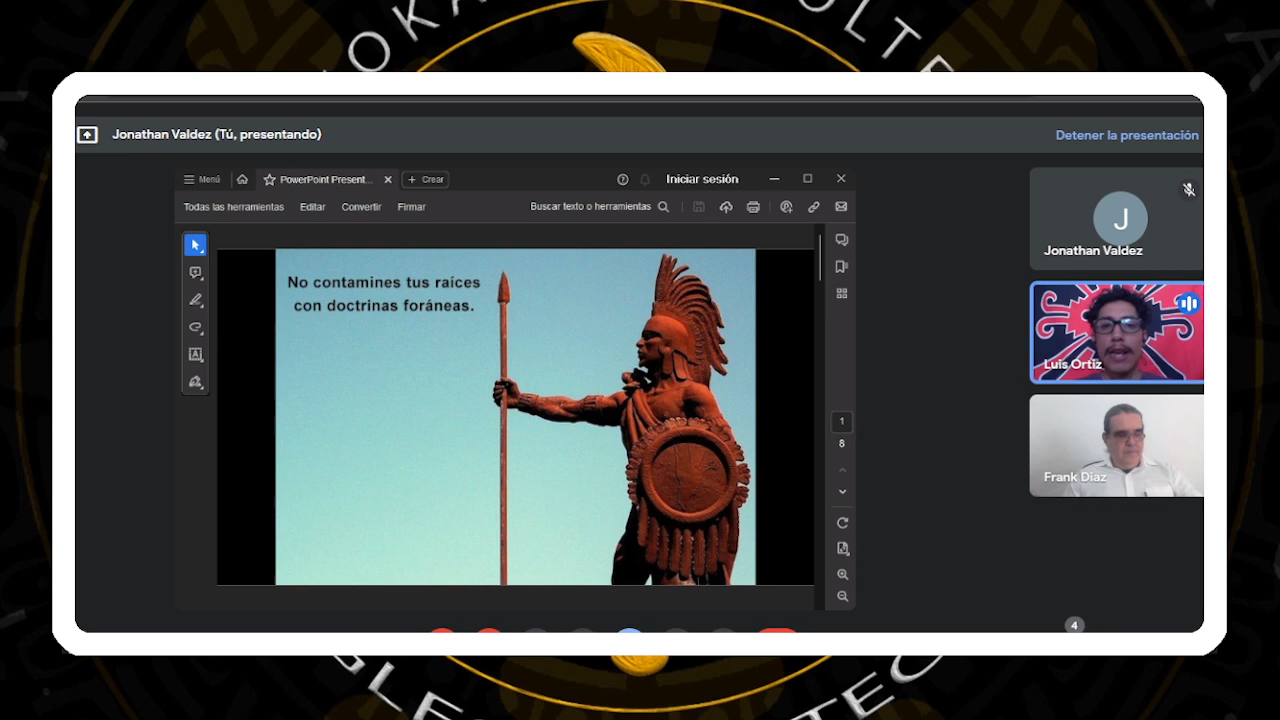 Jonathan Valdez (Tú, presentando)
Detener la presentación
Menú
PowerPoint Present...
Crear
Iniciar sesión
Todas las herramientas
Editar
Convertir
Firmar
Buscar texto o herramientas
No contamines tus raíces
con doctrinas foráneas.
J
Jonathan Valdez
Luis Ortiz
Frank Diaz
1
8
4